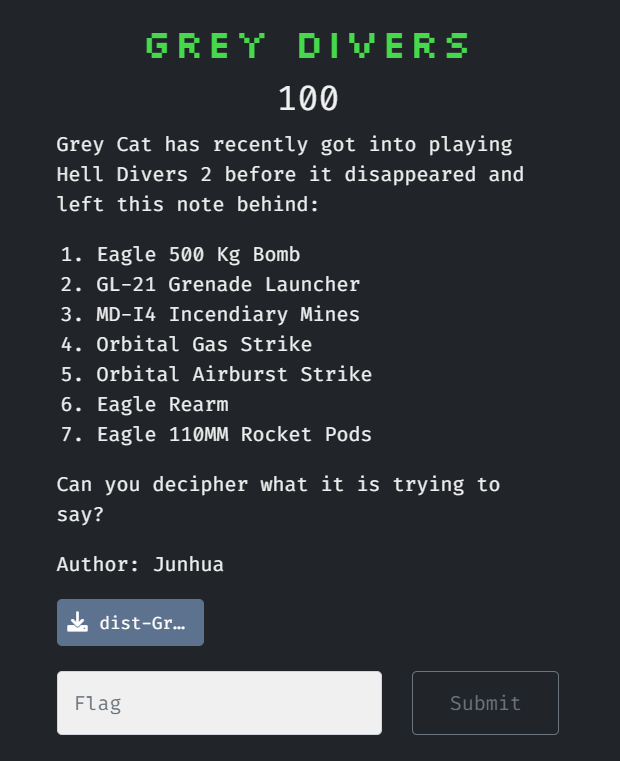 GREY DIVERS
100
Grey Cat has recently got into playing
Hell Divers 2 before it disappeared and
left this note behind:
1. Eagle 500 Kg Bomb
2. GL-21 Grenade Launcher
3. MD-I4 Incendiary Mines
4. Orbital Gas Strike
5. Orbital Airburst Strike
6. Eagle Rearm
7. Eagle 110MM Rocket Pods
Can you decipher what it is trying to
say?
Author: Junhua
dist-Gr…
Flag
Submit